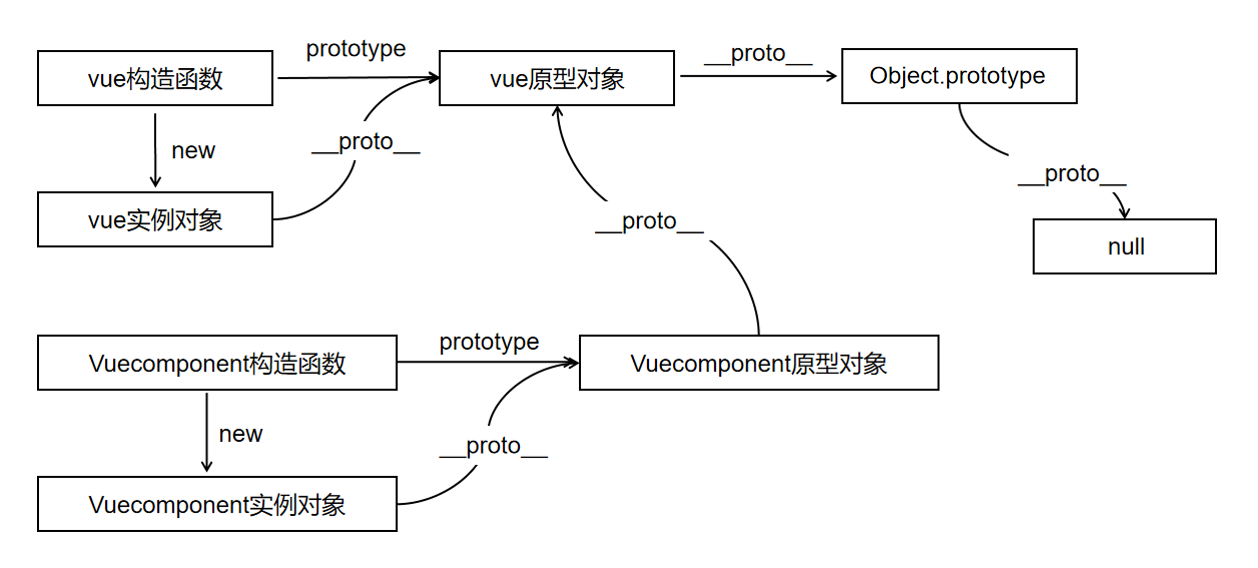 prototype
__proto__
vue构造函数
vue原型对象
Object.prototype
new
__proto__
__proto__
vue实例对象
__proto__
null
prototype
Vuecomponent构造函数
Vuecomponent原型对象
new
__proto__
Vuecomponent实例对象